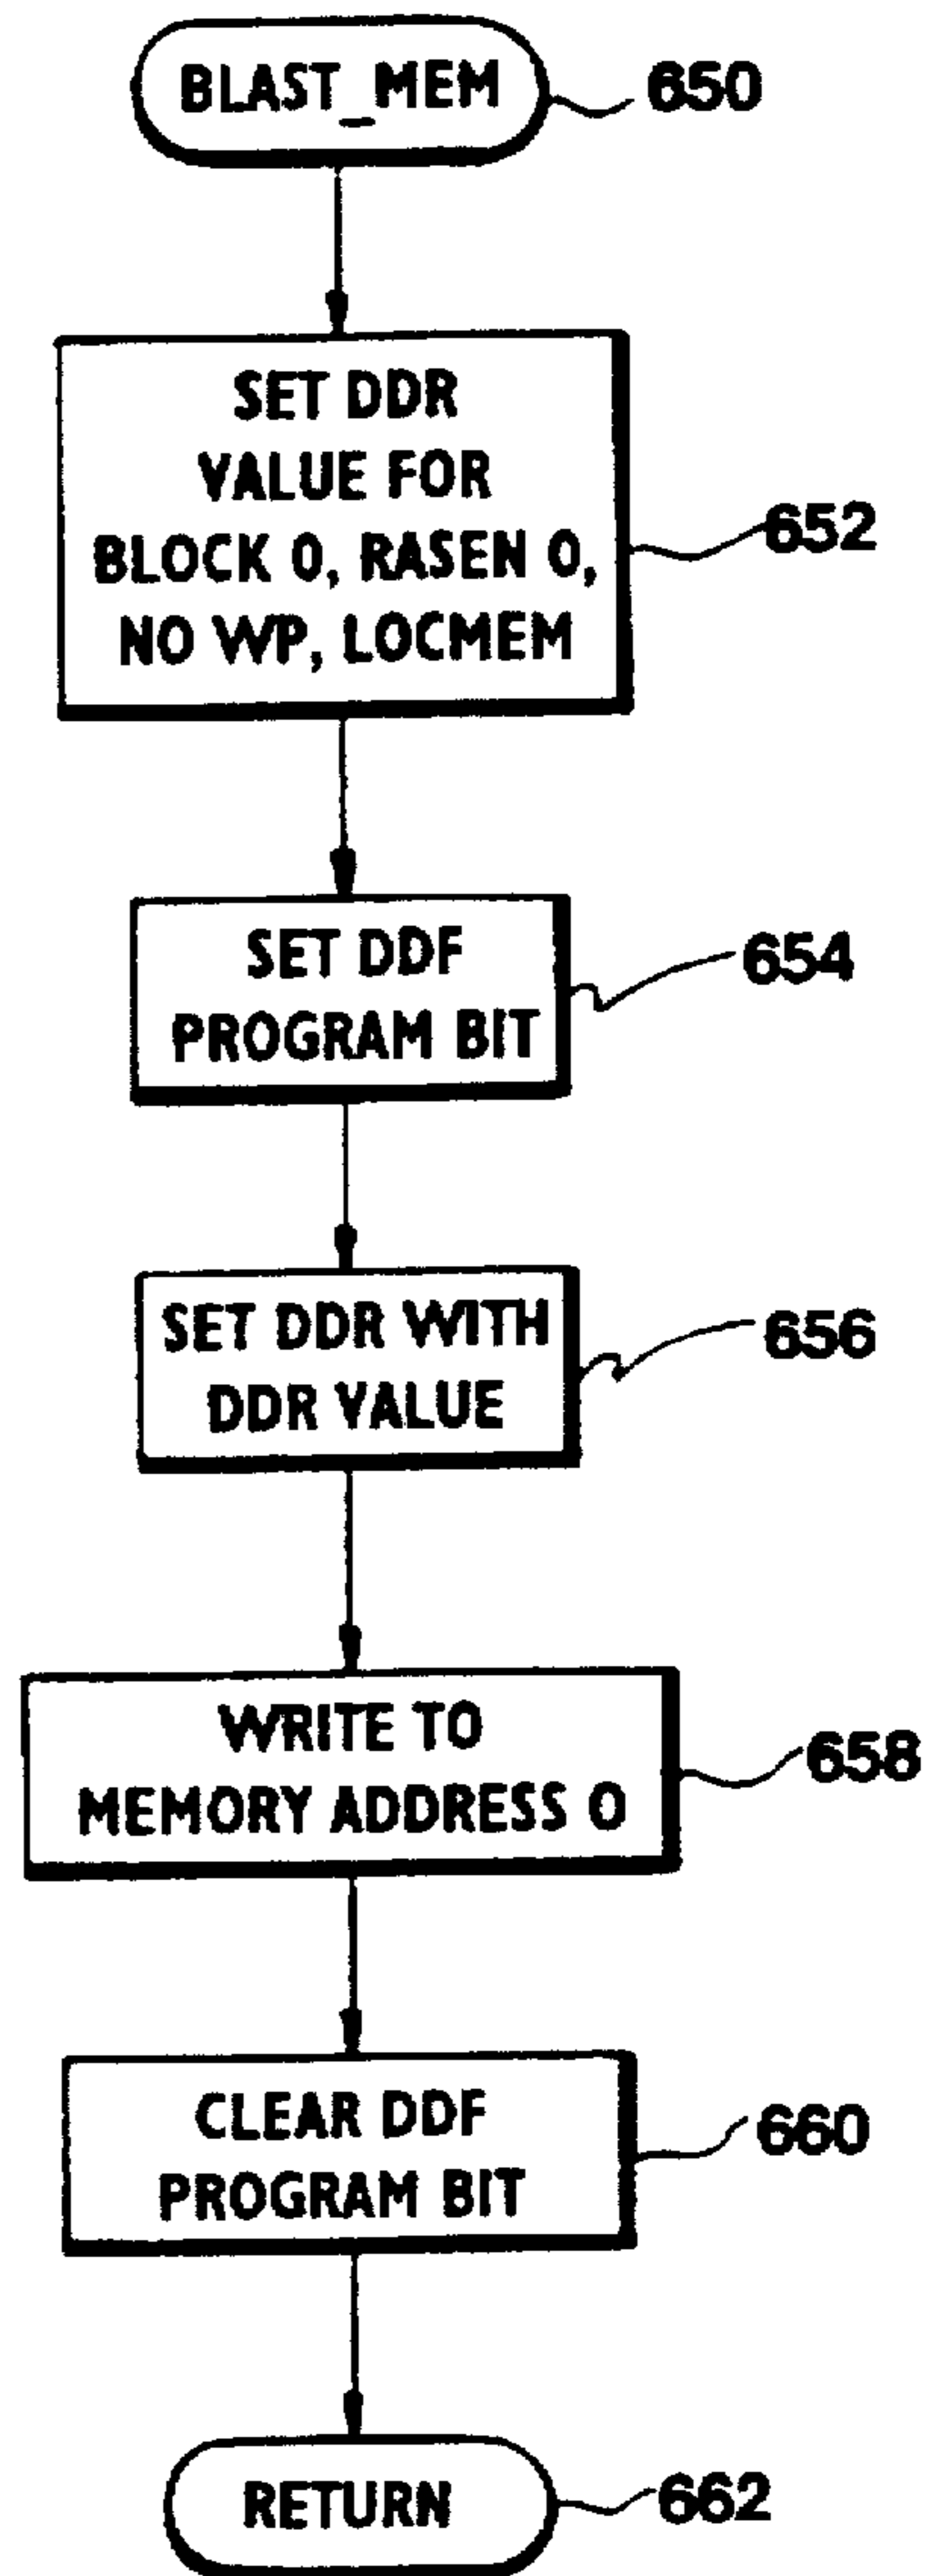 BLAST_MEM
650
SET DDR
VALUE FOR
BLOCK 0, RASEN 0,
NO WP, LOCMEM
652
SET DDF
PROGRAM BIT
654
SET DDR WITH
DDR VALUE
656
WRITE TO
MEMORY ADDRESS 0
658
CLEAR DDF
PROGRAM BIT
660
RETURN
662